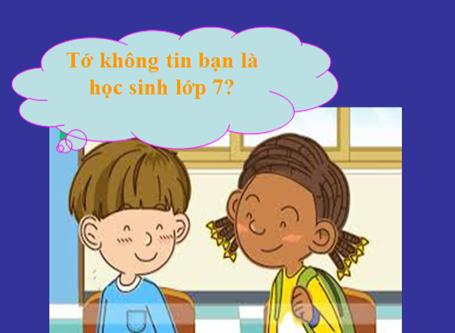 Tớ không tin bạn là
học sinh lớp 7?